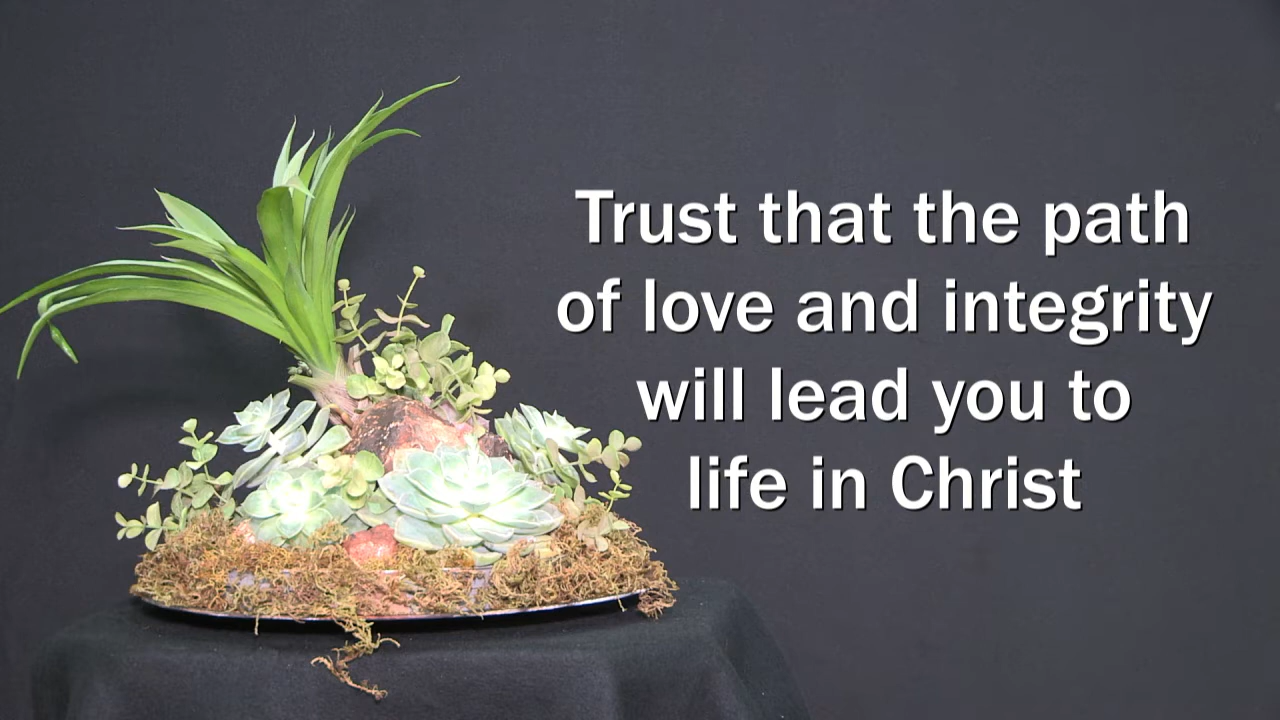 Trust that the path
of love and integrity
will lead you to
life in Christ